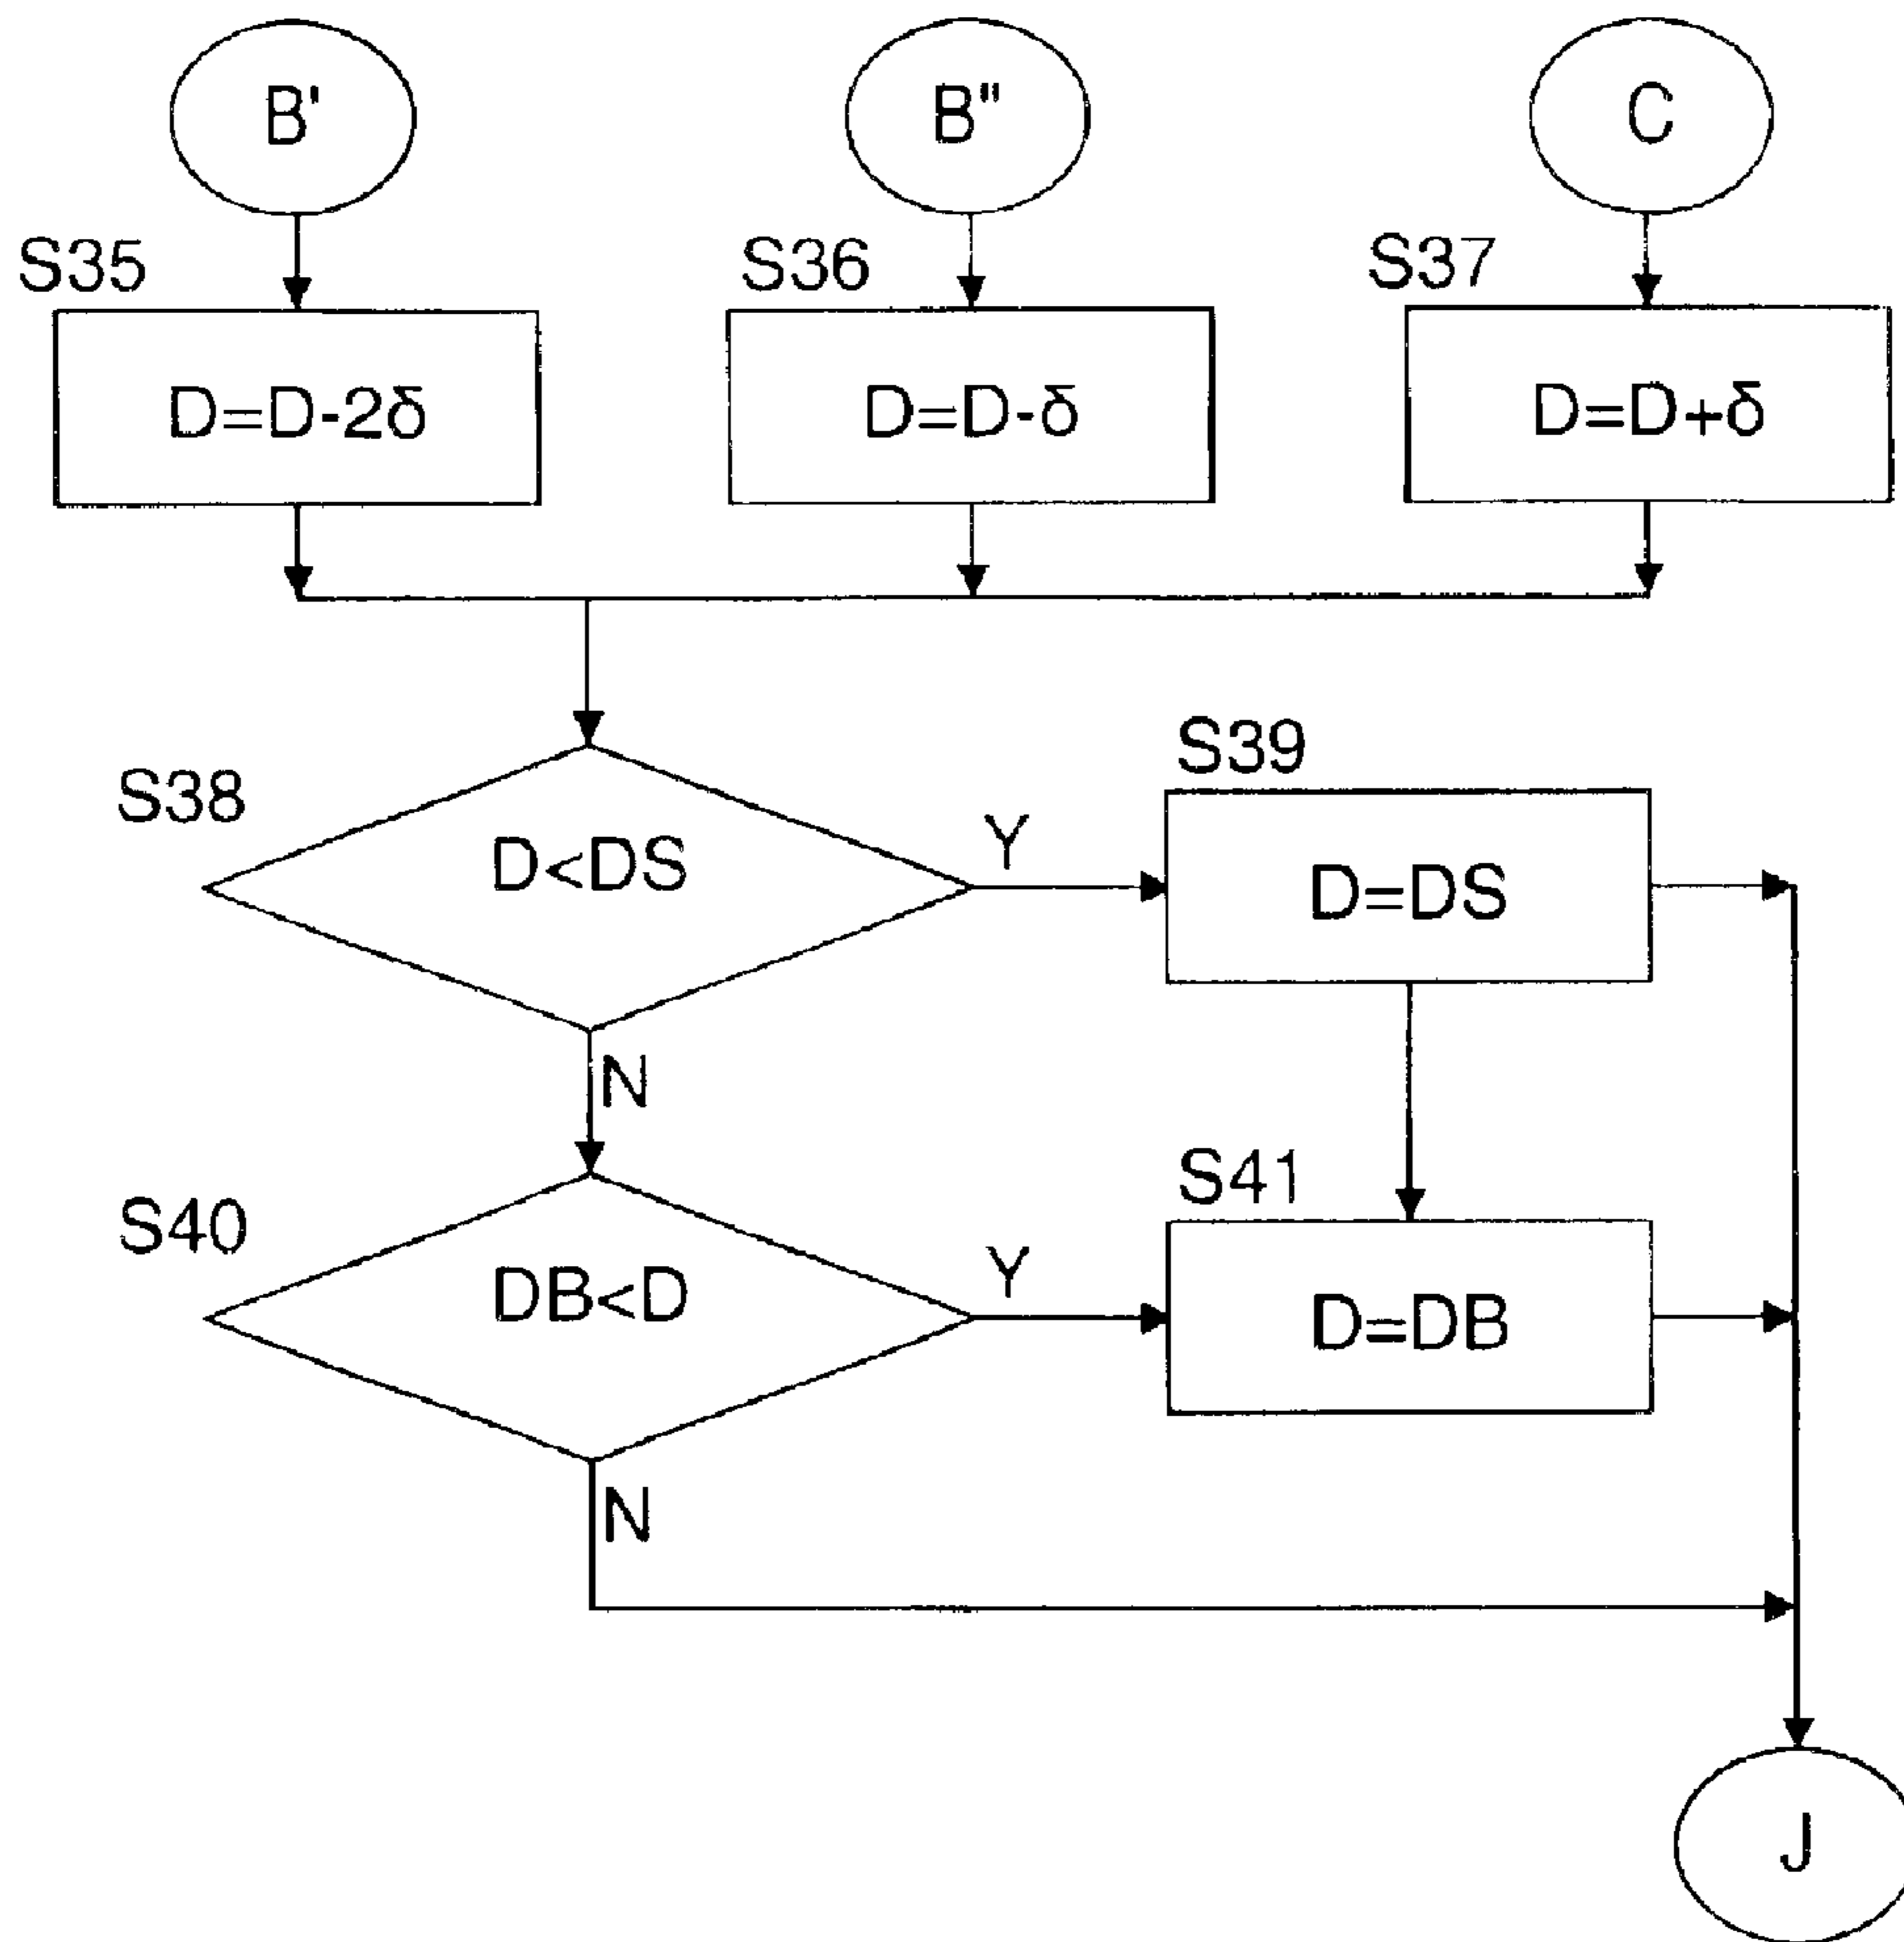 B'
B"
C
S35
S36
S37
D=D-2δ
D=D-δ
D=D+δ
S38
D<DS
Y
S39
D=DS
N
S40
DB<D
Y
S41
D=DB
N
J